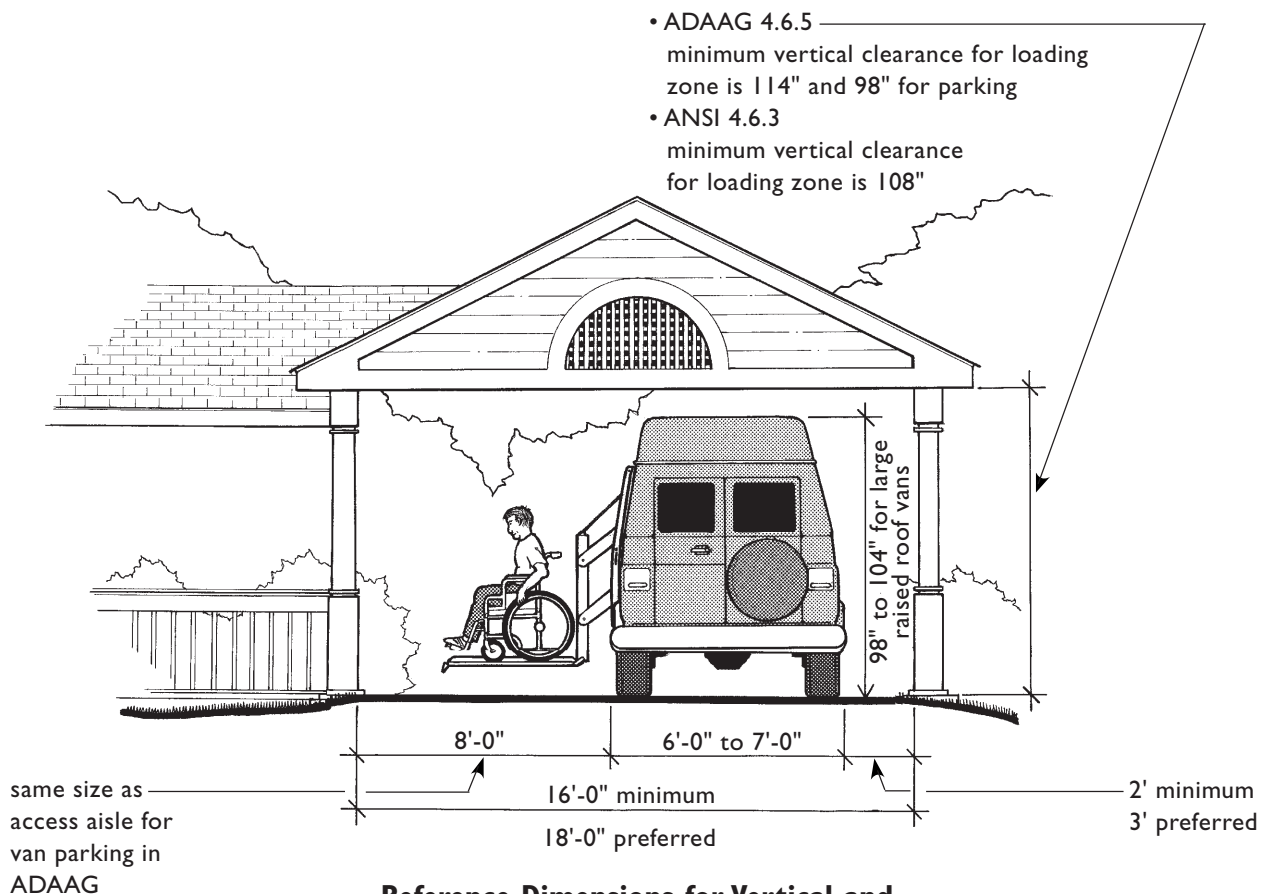 • ADAAG 4.6.5
minimum vertical clearance for loading
zone is 114" and 98" for parking
• ANSI 4.6.3
minimum vertical clearance
for loading zone is 108"
98" to 104" for large
raised roof vans
8'-0"
6'-0" to 7'-0"
same size as
access aisle for
van parking in
ADAAG
16'-0" minimum
18'-0" preferred
2' minimum
3' preferred
Reference Dimensions for Vertical and